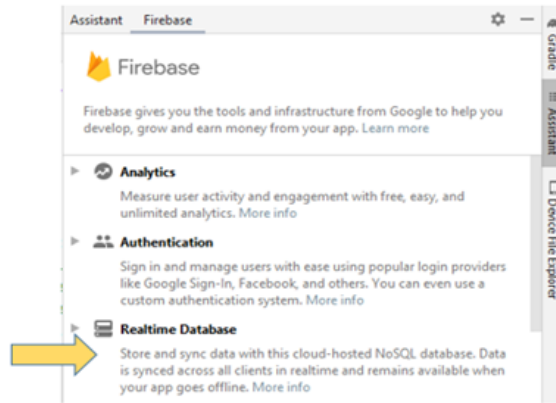 Assistant Firebase
Firebase
Firebase gives you the tools and infrastructure from Google to help you
develop, grow and earn money from your app. Learn more
Analytics
Measure user activity and engagement with free, easy, and
unlimited analytics. More info
Authentication
Sign in and manage users with ease using popular login providers
like Google Sign-In, Facebook, and others. You can even use a
custom authentication system. More info
Realtime Database
Store and sync data with this cloud-hosted NoSQL database. Data
is synced across all clients in realtime and remains available when
your app goes offline. More info
Gradle
Assistant
Device File Explorer